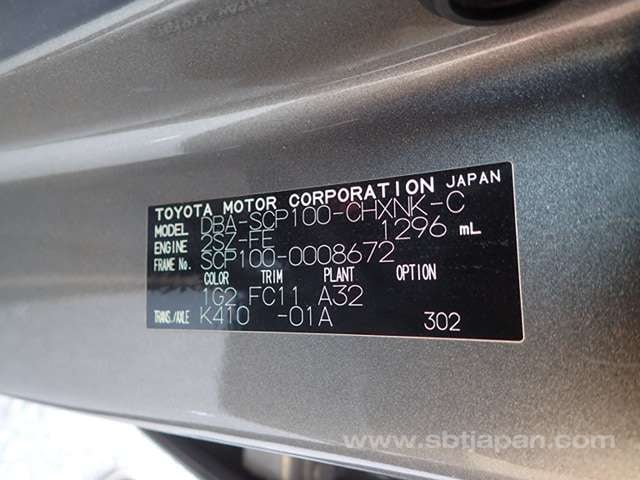 TOYOTA MOTOR CORPORATION JAPAN
MODEL DBA-SCP100-CHXNK-C
ENGINE 2SZ-FE 1296 mL
FRAME No. SCP100-0008672
COLOR TRIM PLANT OPTION
1G2 FC11 A32
TRANS./AXLE K410 -01A 302
www.sbtjapan.com